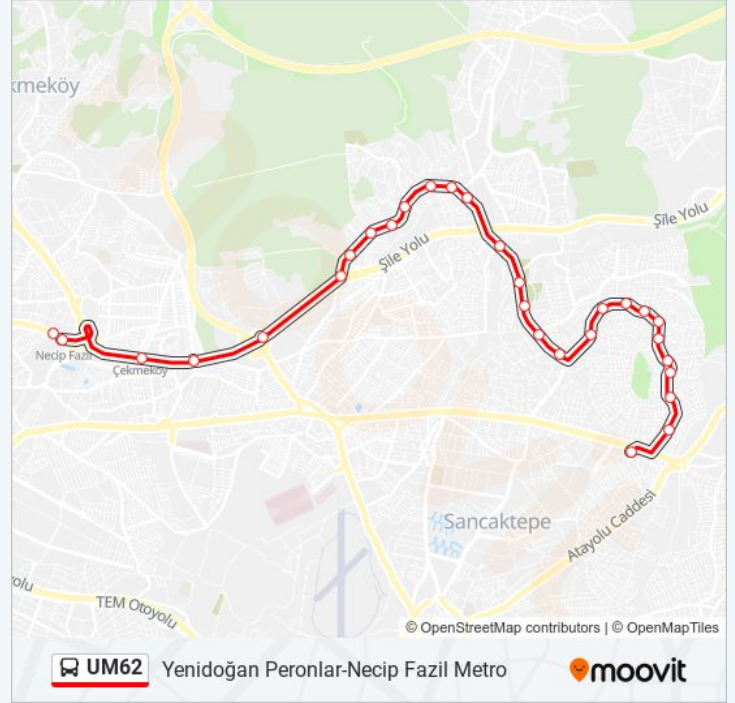 kmeköy
Şile Yolu
Şile Yolu
Necip Fazıl
Çekmeköy
Sancaktepe
Atayolu Caddesi
olu
TEM Otoyolu
© OpenStreetMap contributors | © OpenMapTiles
UM62 Yenidoğan Peronlar-Necip Fazil Metro moovit